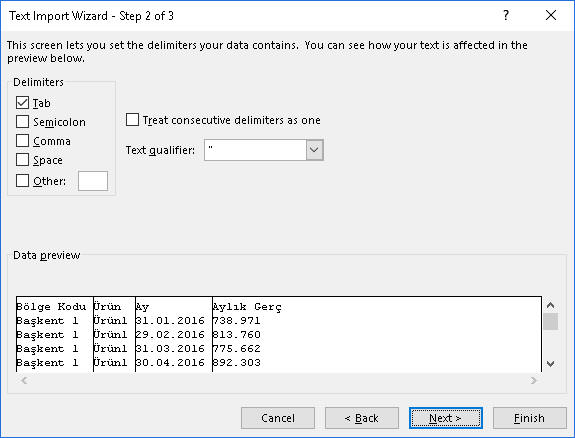 Text Import Wizard - Step 2 of 3
This screen lets you set the delimiters your data contains. You can see how your text is affected in the
preview below.
Delimiters
Tab
Semicolon
Comma
Space
Other:
Treat consecutive delimiters as one
Text qualifier: "
Data preview
Bölge Kodu Ürün Ay Aylık Gerç
Başkent 1 Ürün1 31.01.2016 738.971
Başkent 1 Ürün1 29.02.2016 813.760
Başkent 1 Ürün1 31.03.2016 775.662
Başkent 1 Ürün1 30.04.2016 892.303
Cancel < Back Next > Finish